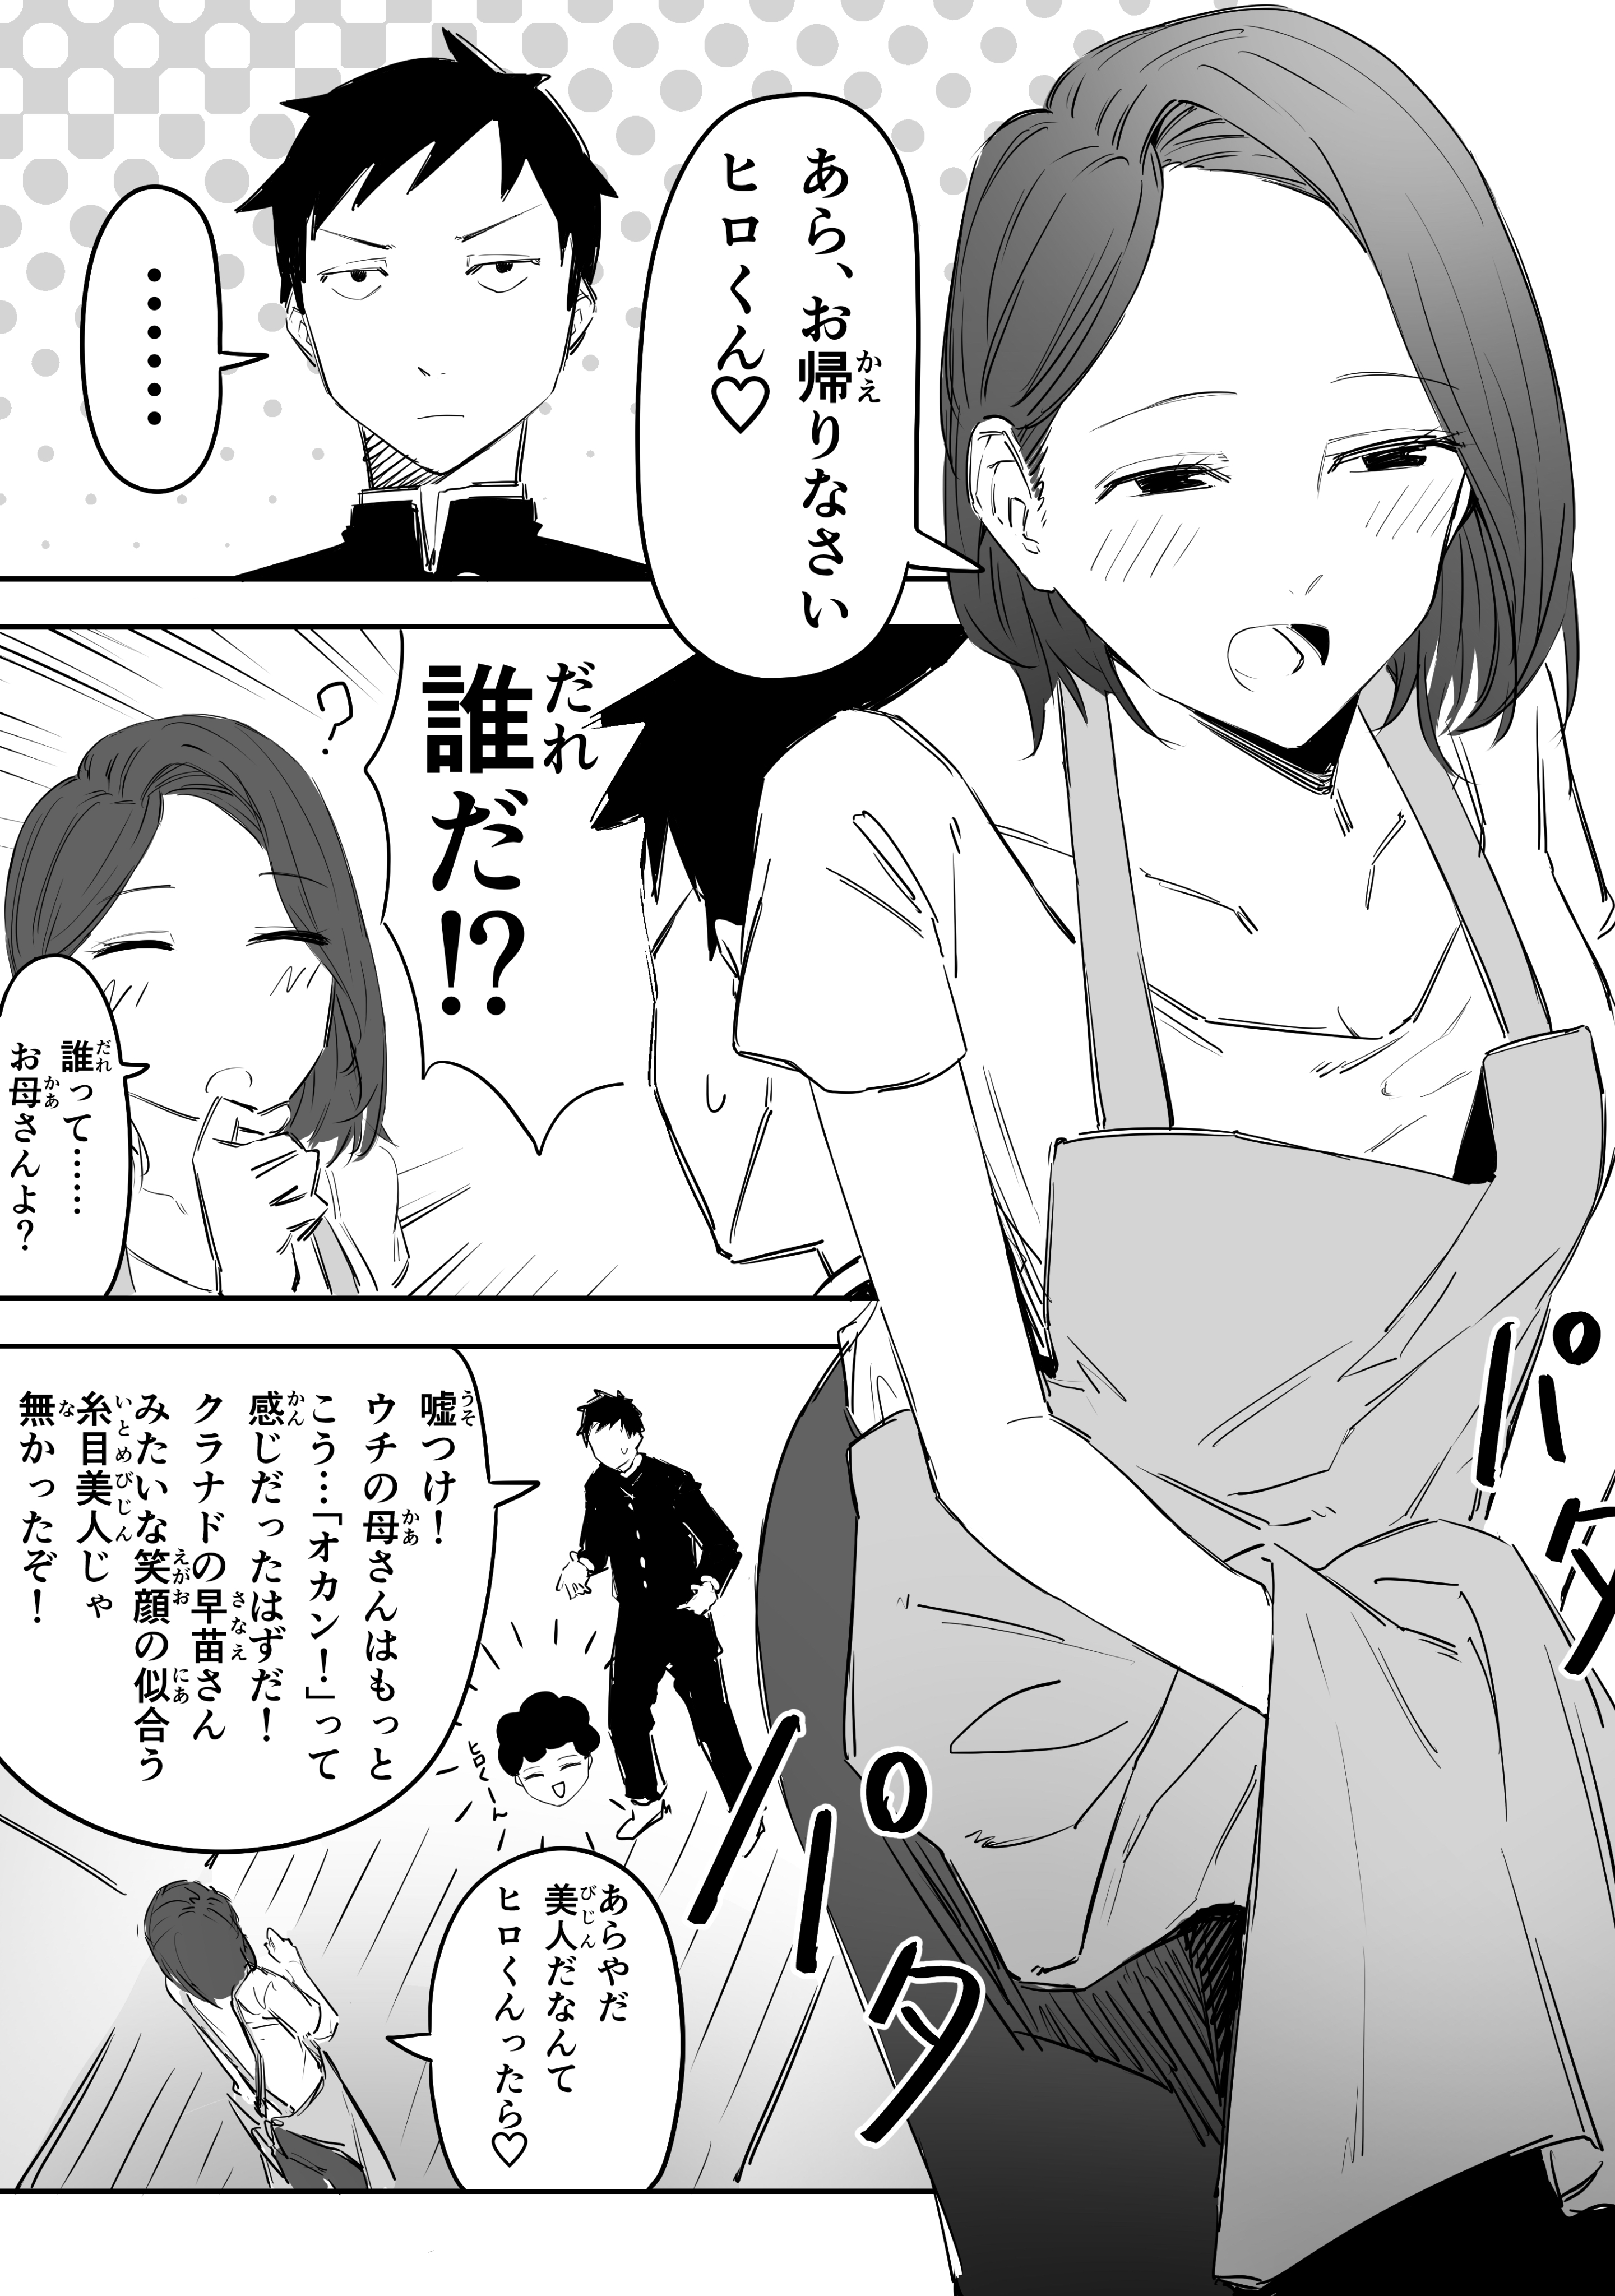 あら、お帰りなさい
ヒロくん♡
……
パタ
パタ
誰だ!?
？
誰って……
お母さんよ？
嘘つけ！
ウチの母さんはもっと
こう…「オカン！」って
感じだったはずだ！
クラナドの早苗さん
みたいな笑顔の似合う
糸目美人じゃ
無かったぞ！
ヒロくーん
あらやだ
美人だなんて
ヒロくんったら♡